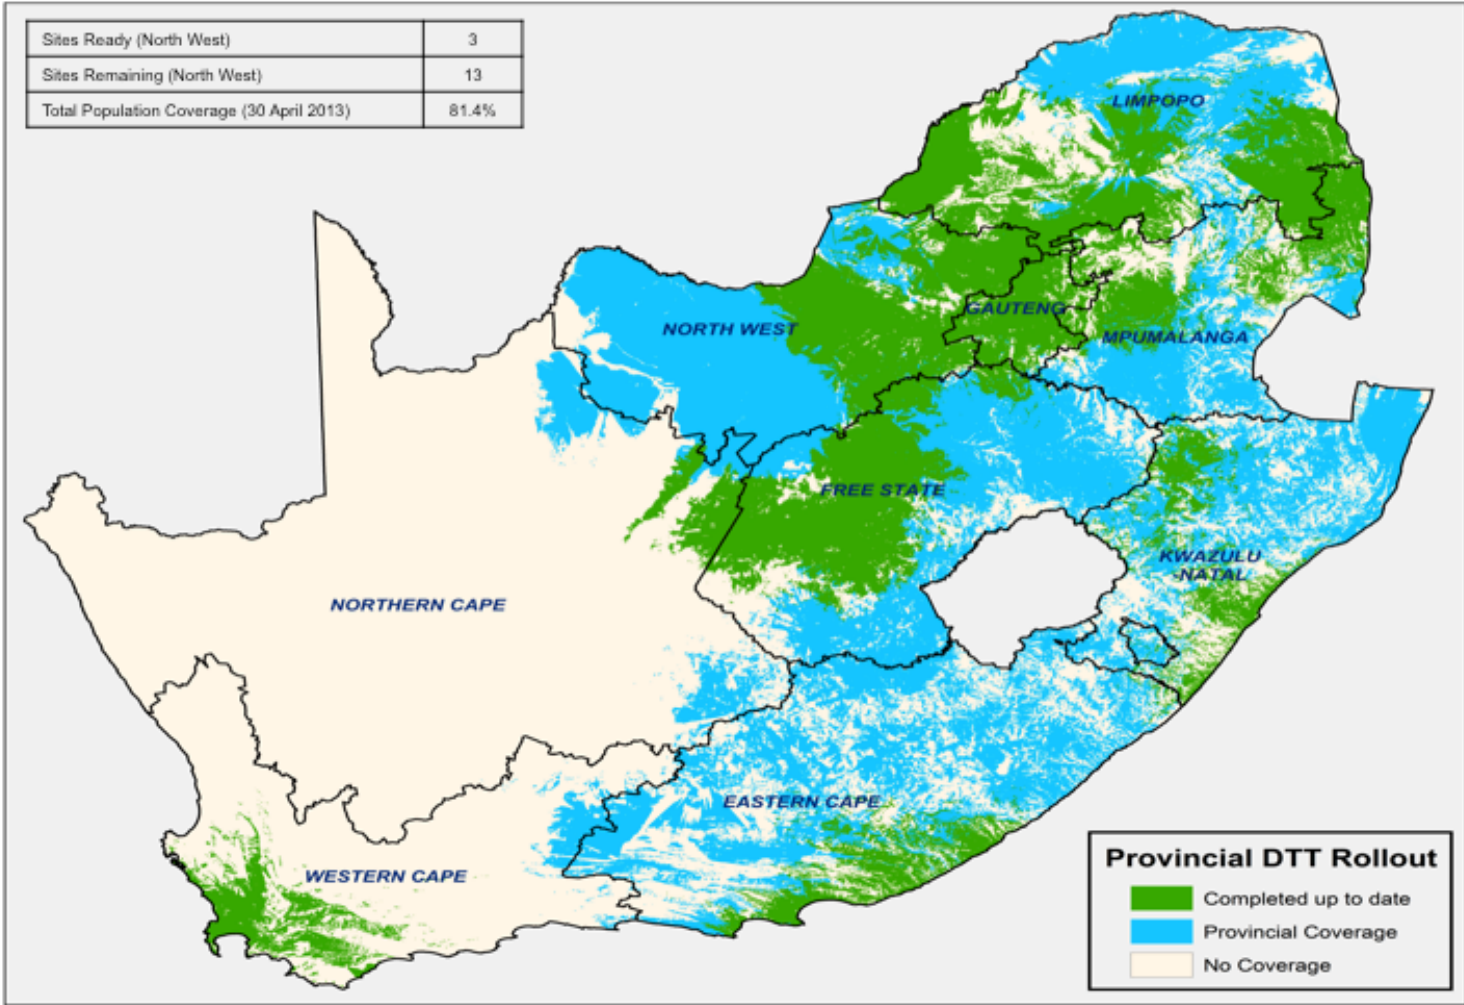 Sites Ready (North West) 3
Sites Remaining (North West) 13
Total Population Coverage (30 April 2013) 81.4%
LIMPOPO
NORTH WEST
GAUTENG
MPUMALANGA
FREE STATE
KWAZULU
-NATAL
NORTHERN CAPE
EASTERN CAPE
WESTERN CAPE
Provincial DTT Rollout
Completed up to date
Provincial Coverage
No Coverage